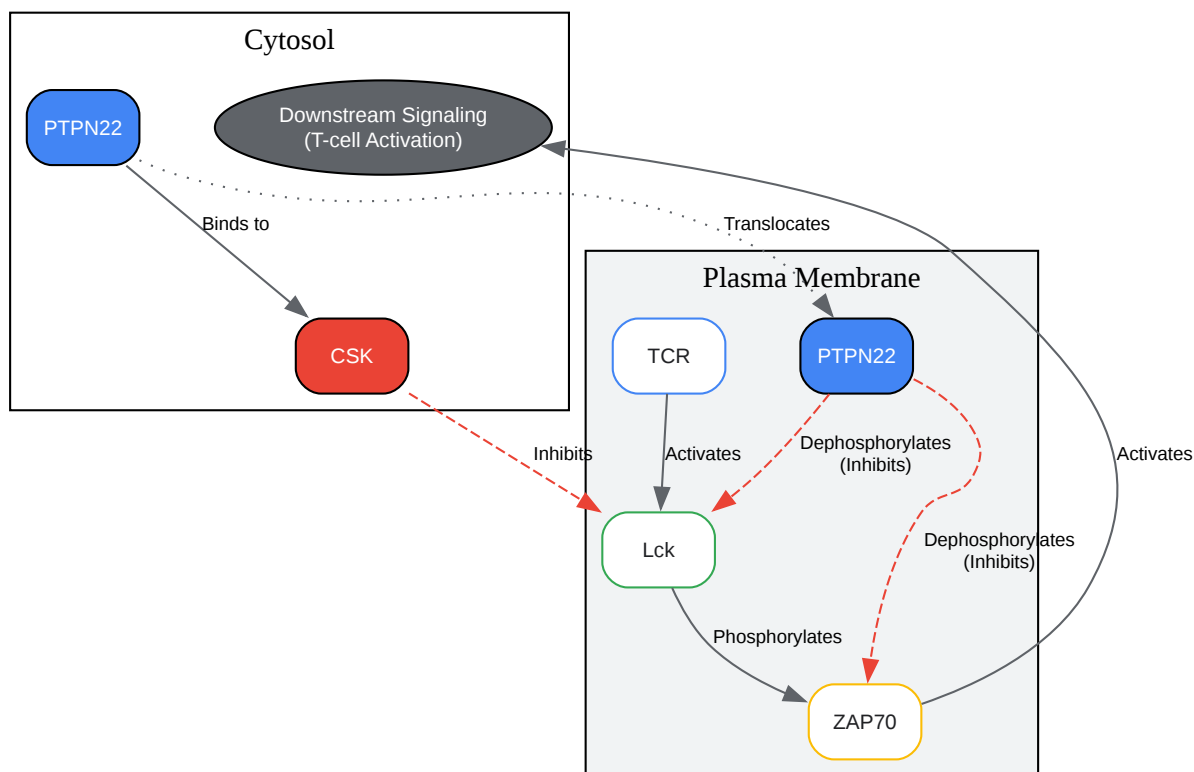 Cytosol
PTPN22
Downstream Signaling
(T-cell Activation)
Binds to
Translocates
Plasma Membrane
CSK
TCR
PTPN22
Inhibits
Activates
Dephosphorylates
(Inhibits)
Activates
Lck
Dephosphorylates
(Inhibits)
Phosphorylates
ZAP70